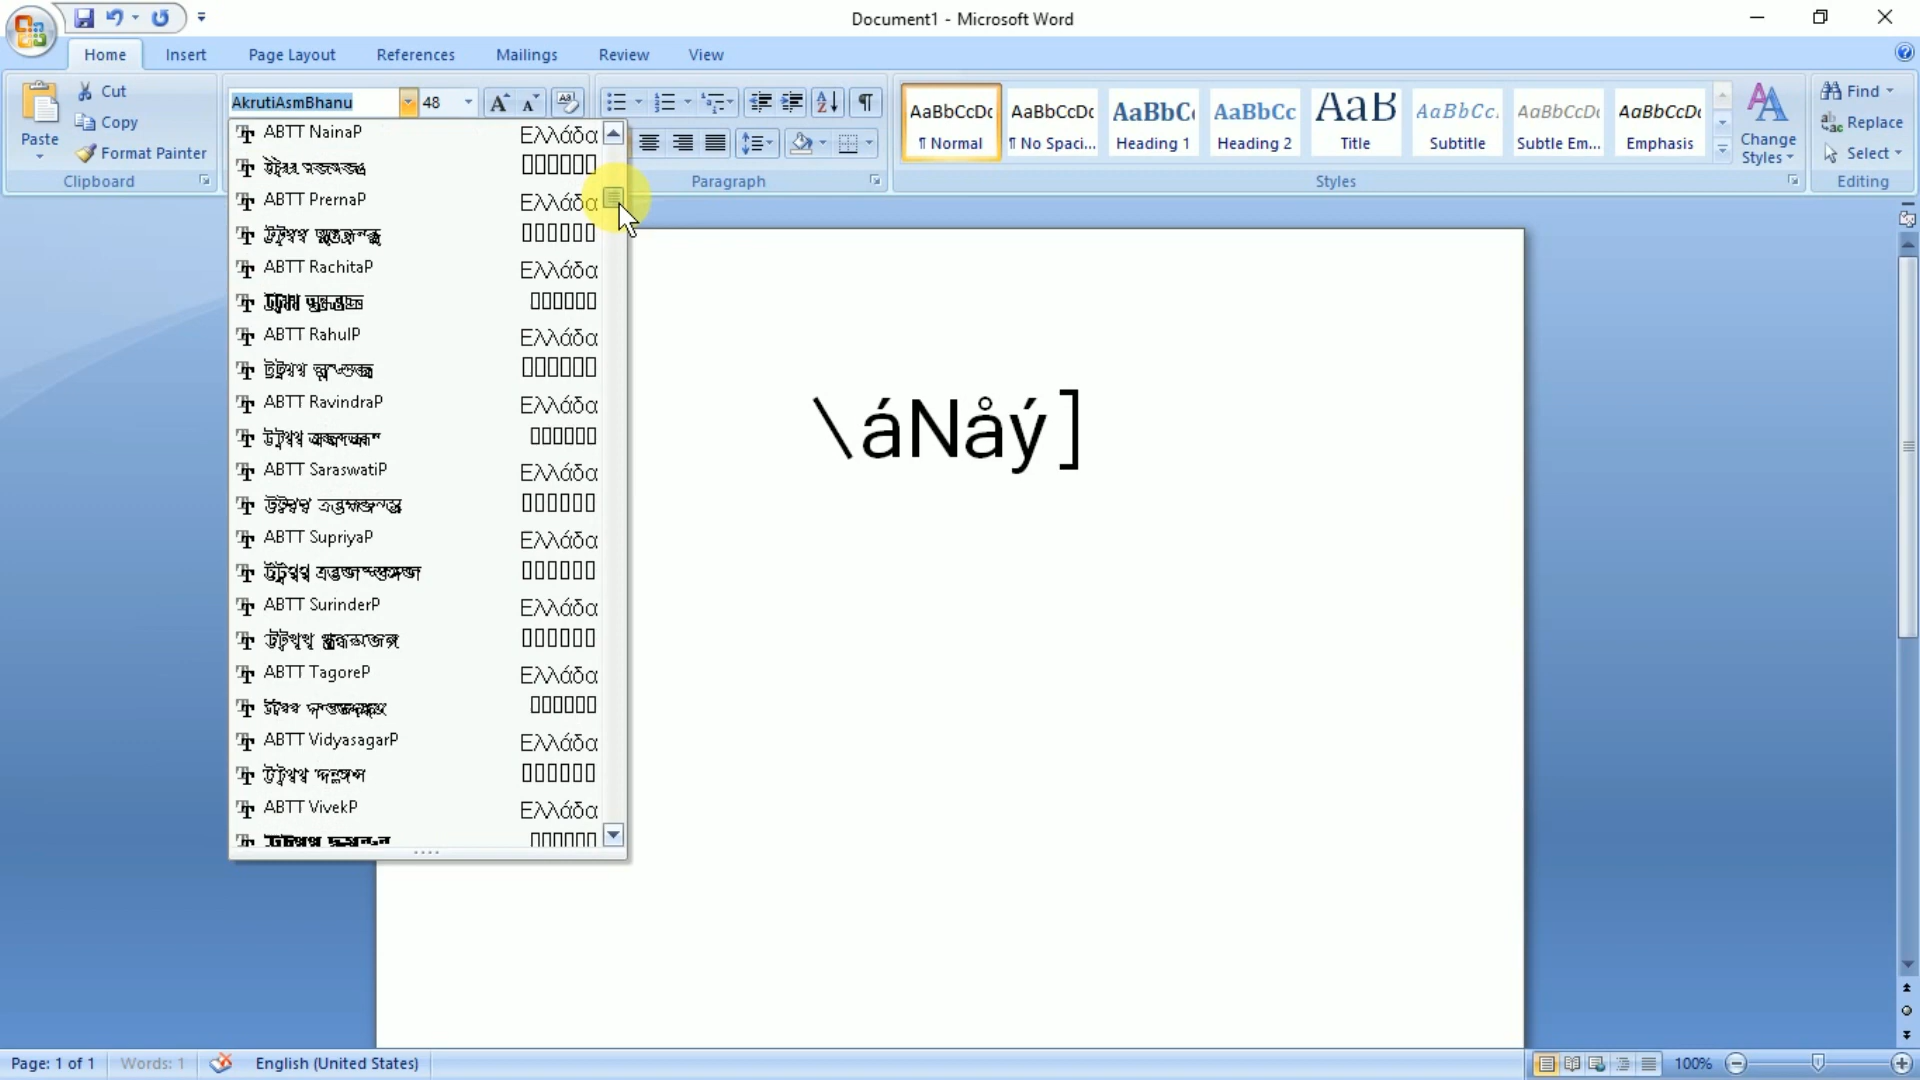 Document1 - Microsoft Word
Home Insert Page Layout References Mailings Review View
Paste
Cut
Copy
Format Painter
Clipboard
AkrutiAsmBhanu 48
Paragraph
AaBbCcDc AaBbCcDc AaBbC AaBbCc AaB AaBbCc. AaBbCcDc AaBbCcDc
¶ Normal ¶ No Spaci... Heading 1 Heading 2 Title Subtitle Subtle Em... Emphasis
Change Styles
Styles
Find
Replace
Select
Editing
ABTT NainaP Ελλάδα
ABTT PrernaP Ελλάδα
ABTT RachitaP Ελλάδα
ABTT RahulP Ελλάδα
ABTT RavindraP Ελλάδα
ABTT SaraswatiP Ελλάδα
ABTT SupriyaP Ελλάδα
ABTT SurinderP Ελλάδα
ABTT TagoreP Ελλάδα
ABTT VidyasagarP Ελλάδα
ABTT VivekP Ελλάδα
\áNåý]
Page: 1 of 1 Words: 1 English (United States) 100%